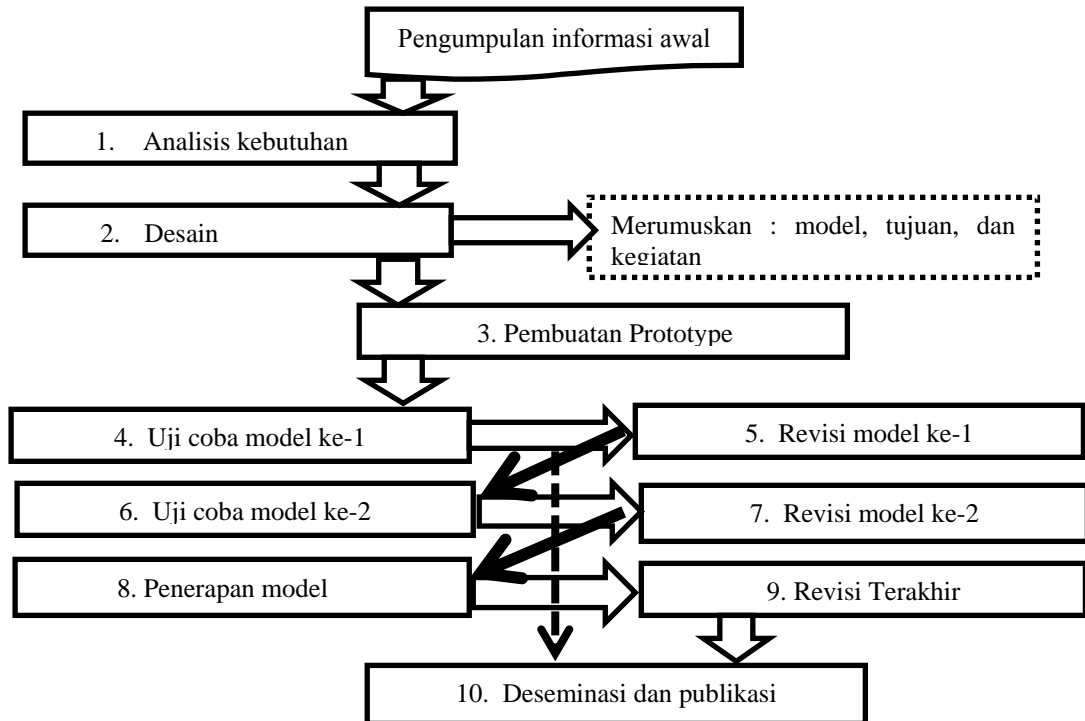 Pengumpulan informasi awal
1. Analisis kebutuhan
2. Desain
Merumuskan : model, tujuan, dan
kegiatan
3. Pembuatan Prototype
4. Uji coba model ke-1
5. Revisi model ke-1
6. Uji coba model ke-2
7. Revisi model ke-2
8. Penerapan model
9. Revisi Terakhir
10. Deseminasi dan publikasi